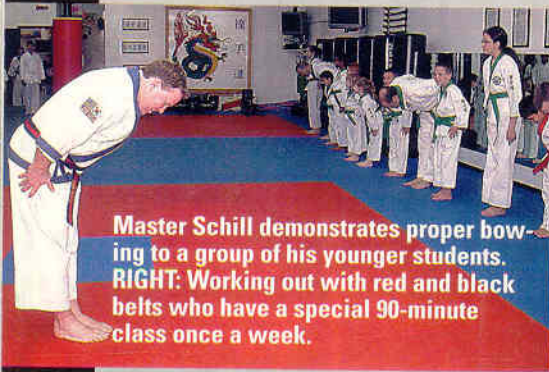 Master Schill demonstrates proper bow-
ing to a group of his younger students.
RIGHT: Working out with red and black
belts who have a special 90-minute
class once a week.